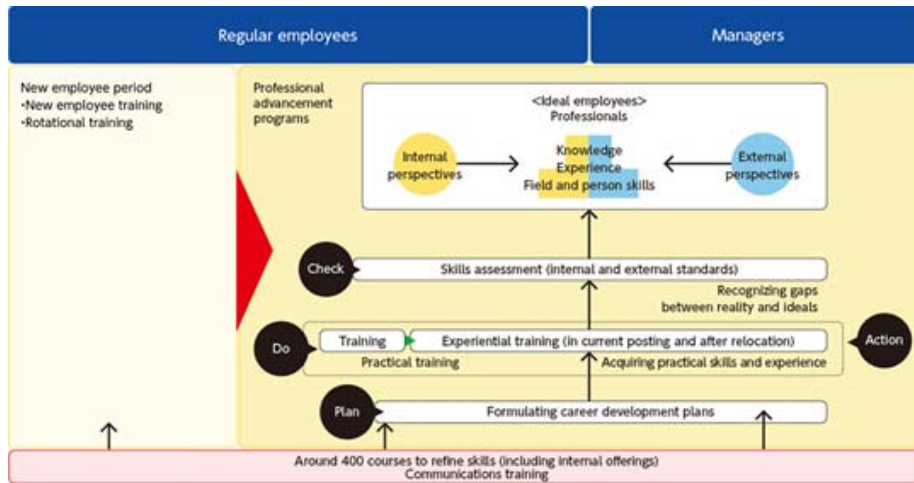 Regular employees
Managers
New employee period
•New employee training
•Rotational training
Professional
advancement
programs
<Ideal employees>
Professionals
Internal
perspectives
Knowledge
Experience
Field and person skills
External
perspectives
Check
Skills assessment (internal and external standards)
Recognizing gaps
between reality and ideals
Do
Training
Experiential training (in current posting and after relocation)
Action
Practical training
Acquiring practical skills and experience
Plan
Formulating career development plans
Around 400 courses to refine skills (including internal offerings)
Communications training